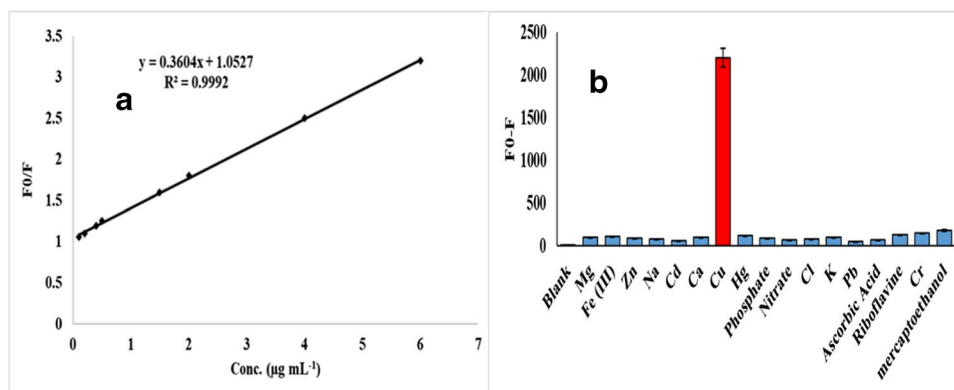 3.5
3
2.5
2
1.5
1
0.5
0
F0/F
y = 0.3604x + 1.0527
R² = 0.9992
a
0 1 2 3 4 5 6 7
Conc. (µg mL⁻¹)
2500
2000
1500
1000
500
0
F0-F
b
Blank
Mg
Fe (III)
Zn
Na
Cd
Ca
Cu
Hg
Phosphate
Nitrate
Cl
K
Pb
Ascorbic Acid
Riboflavine
Cr
mercaptoethanol